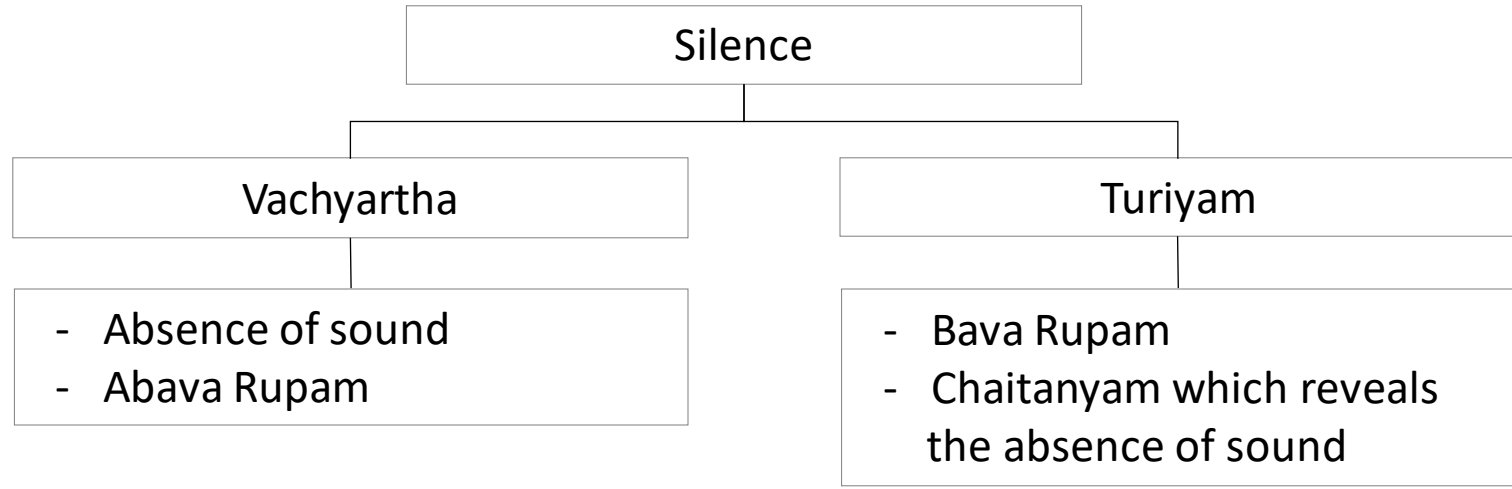 Silence
Vachyartha
Turiyam
- Absence of sound
- Abava Rupam
- Bava Rupam
- Chaitanyam which reveals
the absence of sound